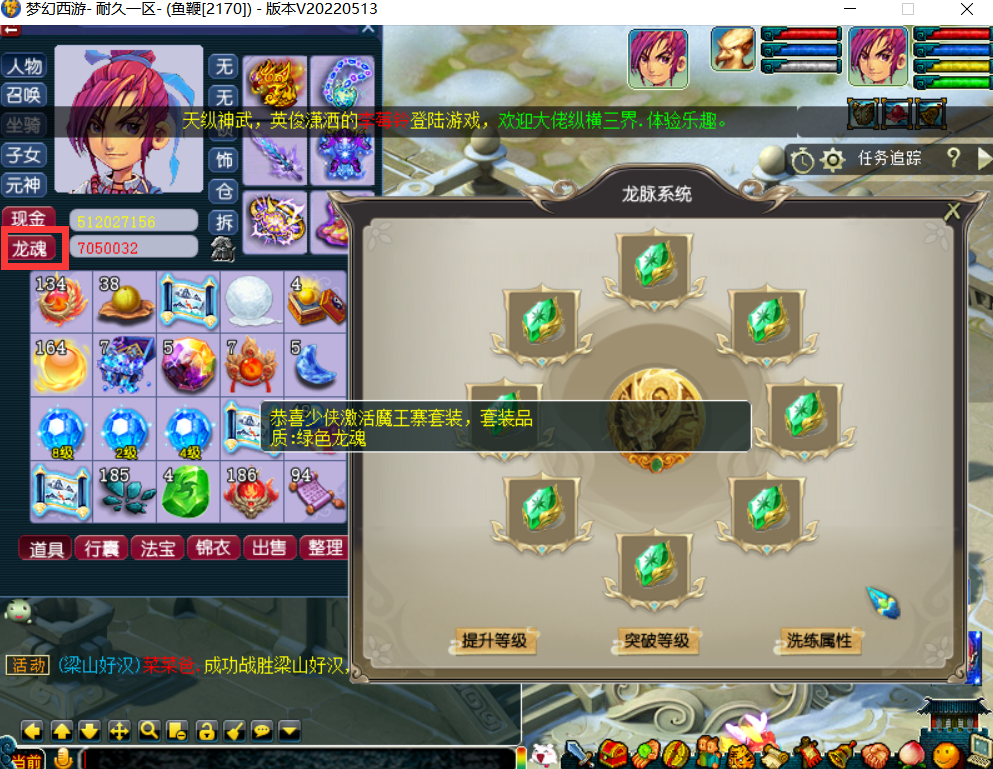 梦幻西游- 耐久一区- (鱼鞭[2170]) - 版本V20220513
人物
召唤
坐骑
子女
元神
无
无
饰
仓
拆
天纵神武，英俊潇洒的
登陆游戏，欢迎大佬纵横三界.体验乐趣。
任务追踪
?
现金
512027156
龙魂
7050032
龙脉系统
134
38
4
164
7
5
7
5
恭喜少侠激活魔王寨套装，套装品
质:绿色龙魂
8级
2级
4级
185
4
186
94
道具
行囊
法宝
锦衣
出售
整理
提升等级
突破等级
洗练属性
活动
(梁山好汉)菜菜爸.成功战胜梁山好汉,
当前